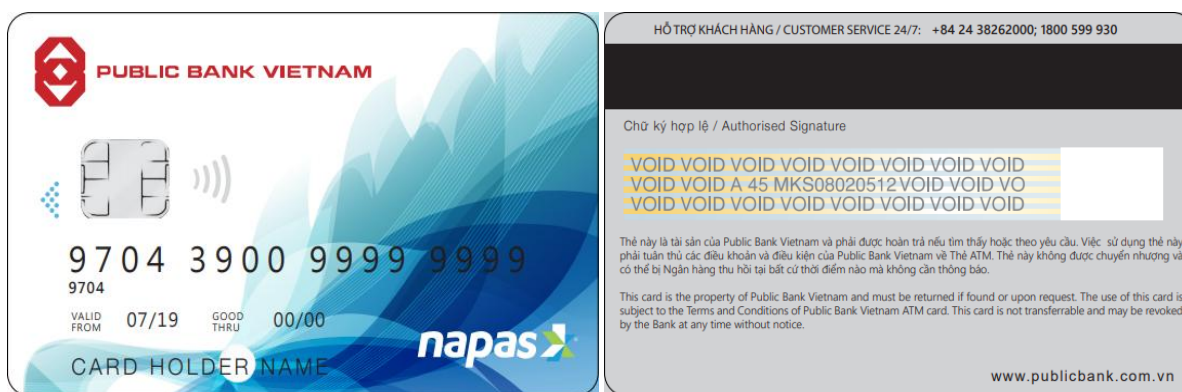 PUBLIC BANK VIETNAM
9704 3900 9999 9999
9704
VALID FROM 07/19 GOOD THRU 00/00
CARD HOLDER NAME
napas
HỖ TRỢ KHÁCH HÀNG / CUSTOMER SERVICE 24/7: +84 24 38262000; 1800 599 930
Chữ ký hợp lệ / Authorised Signature
VOID VOID VOID VOID VOID VOID VOID VOID
VOID VOID A 45 MKS08020512 VOID VOID VO
VOID VOID VOID VOID VOID VOID VOID VOID
Thẻ này là tài sản của Public Bank Vietnam và phải được hoàn trả nếu tìm thấy hoặc theo yêu cầu. Việc sử dụng thẻ này
phải tuân thủ các điều khoản và điều kiện của Public Bank Vietnam về Thẻ ATM. Thẻ này không được chuyển nhượng và
có thể bị Ngân hàng thu hồi tại bất cứ thời điểm nào mà không cần thông báo.
This card is the property of Public Bank Vietnam and must be returned if found or upon request. The use of this card is
subject to the Terms and Conditions of Public Bank Vietnam ATM card. This card is not transferrable and may be revoked
by the Bank at any time without notice.
www.publicbank.com.vn